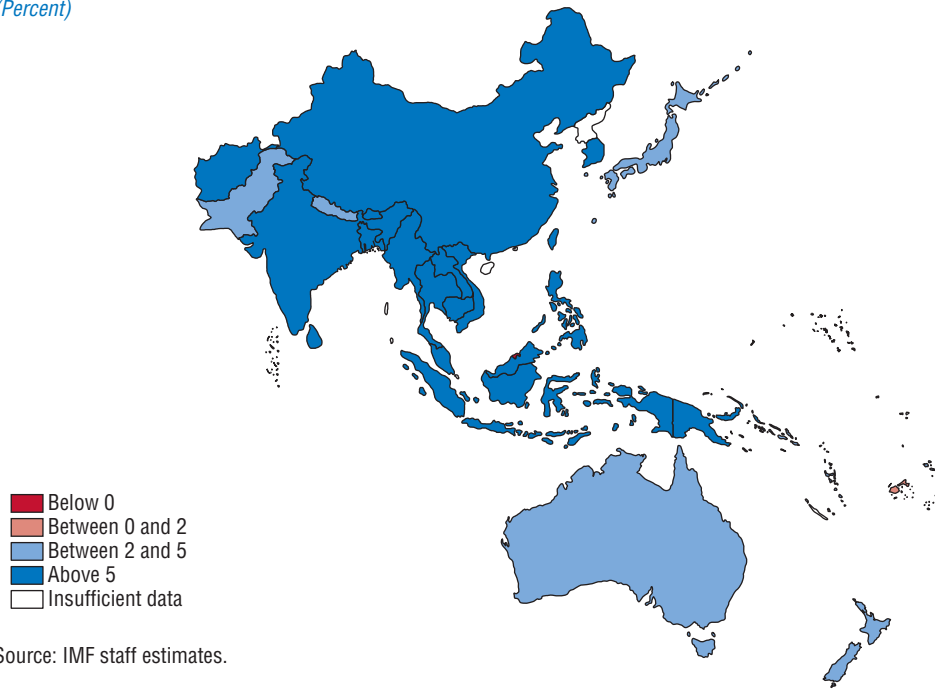 (Percent)
Below 0
Between 0 and 2
Between 2 and 5
Above 5
Insufficient data
Source: IMF staff estimates.